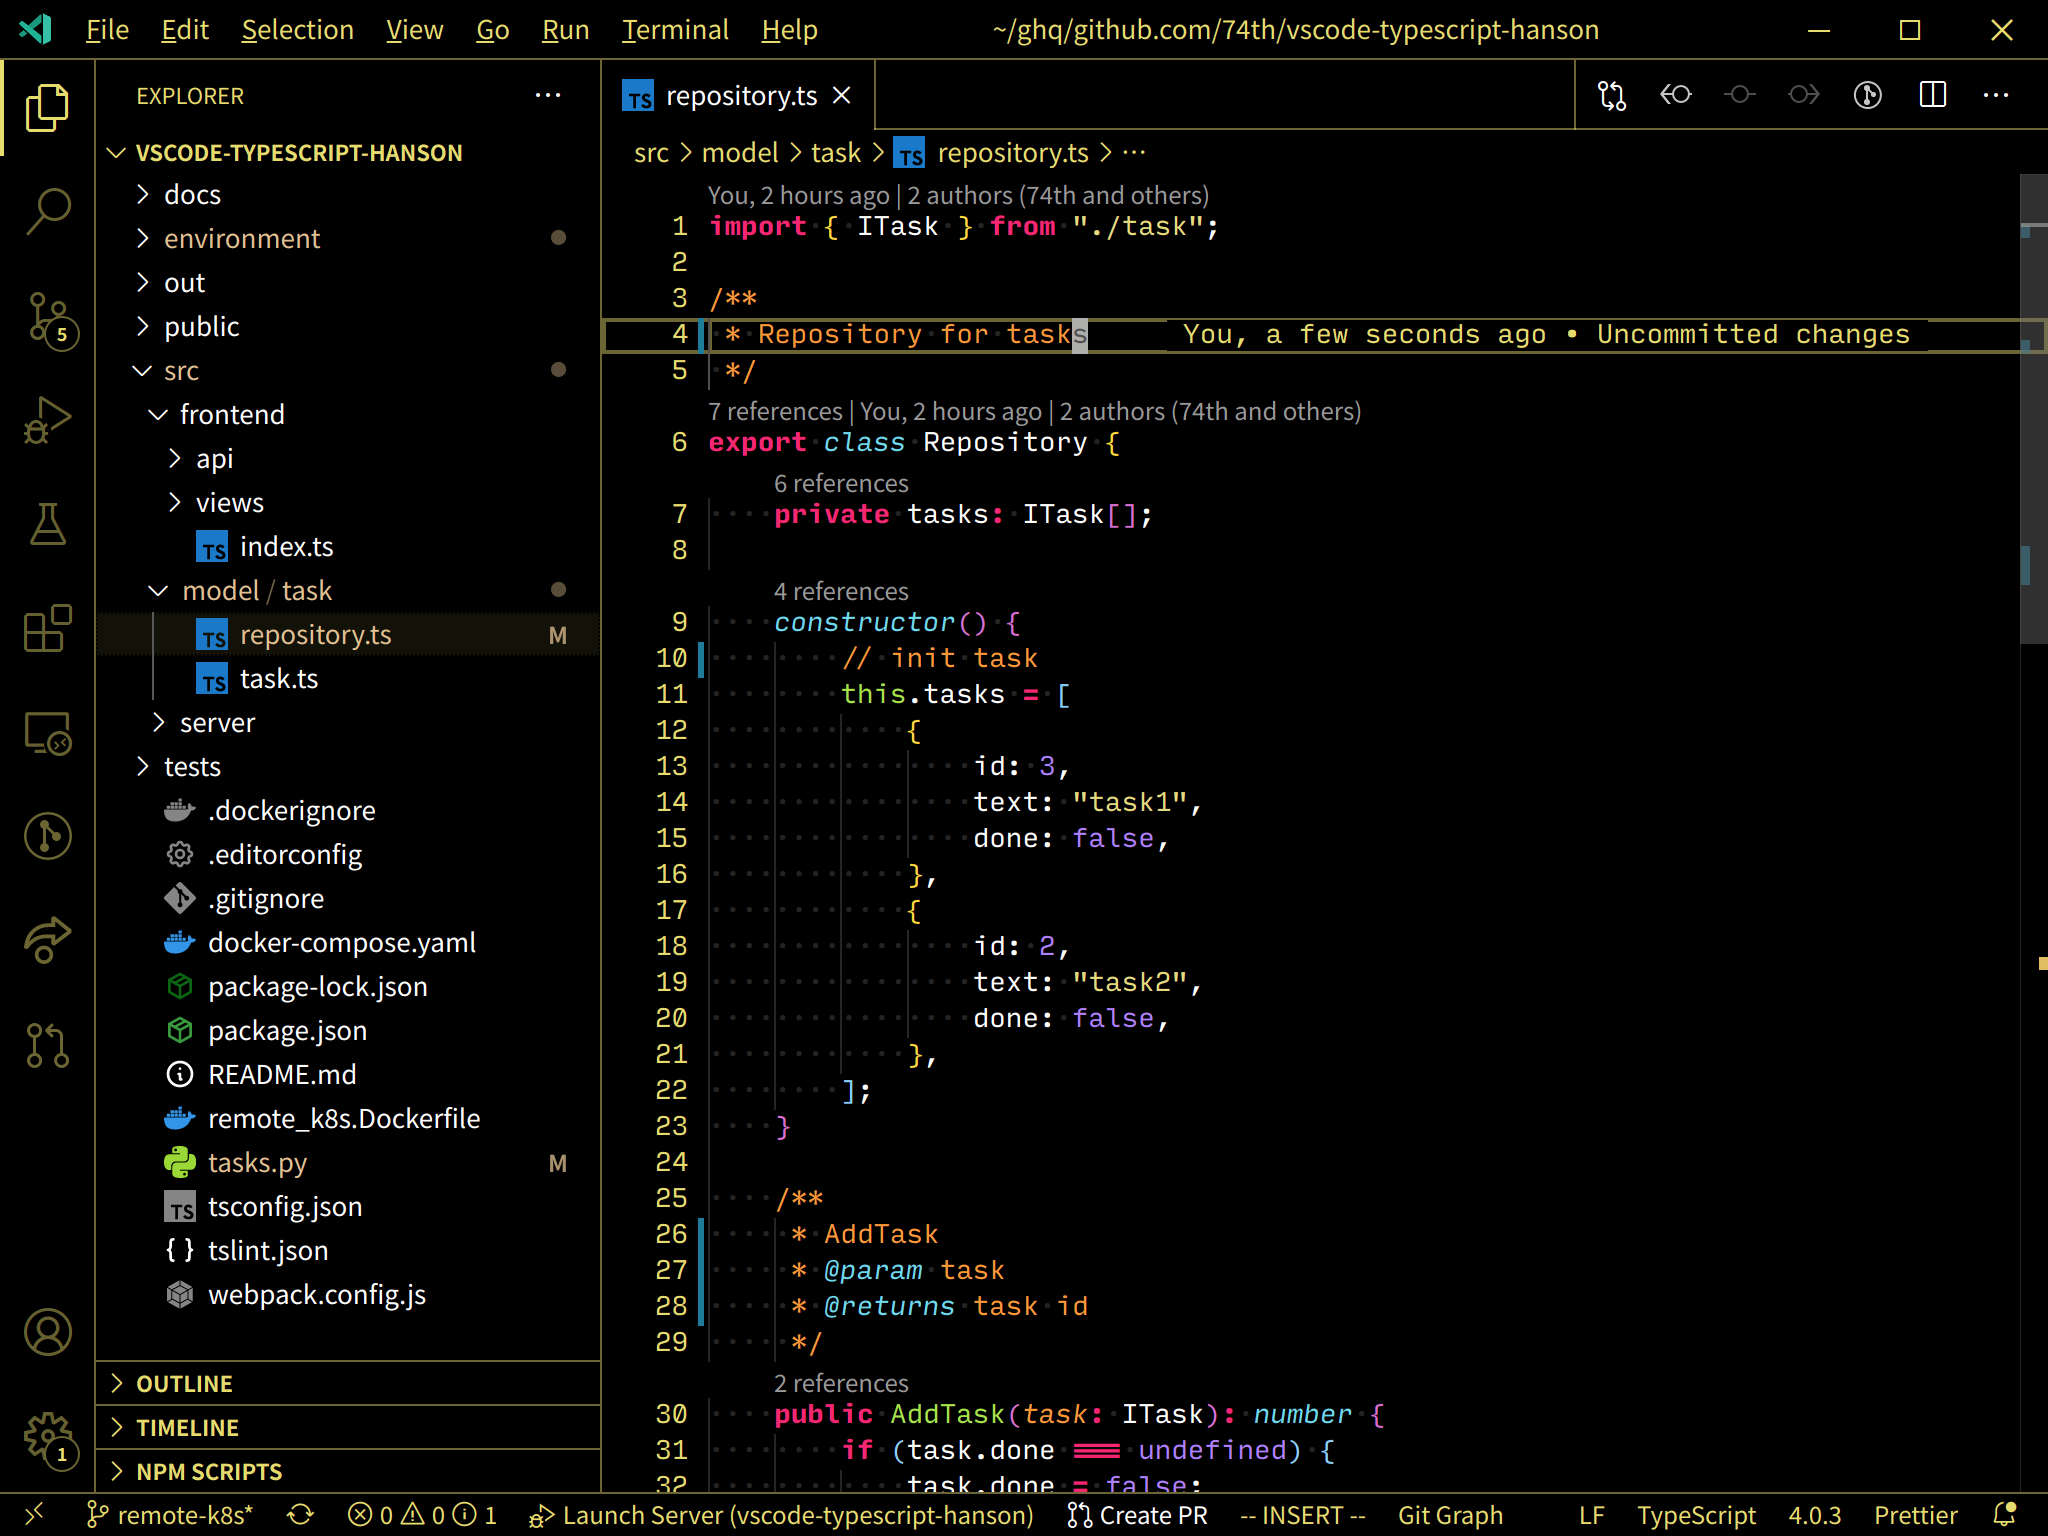 File Edit Selection View Go Run Terminal Help ~/ghq/github.com/74th/vscode-typescript-hanson
EXPLORER
VSCODE-TYPESCRIPT-HANSON
docs
environment
out
public
src
frontend
api
views
TS index.ts
model / task
TS repository.ts M
TS task.ts
server
tests
.dockerignore
.editorconfig
.gitignore
docker-compose.yaml
package-lock.json
package.json
README.md
remote_k8s.Dockerfile
tasks.py M
TS tsconfig.json
{} tslint.json
webpack.config.js
OUTLINE
TIMELINE
NPM SCRIPTS
5
1
TS repository.ts
src > model > task > TS repository.ts > ···
You, 2 hours ago | 2 authors (74th and others)
1 import { ITask } from "./task";
2
3 /**
4 * Repository for tasks You, a few seconds ago • Uncommitted changes
5 */
7 references | You, 2 hours ago | 2 authors (74th and others)
6 export class Repository {
6 references
7 private tasks: ITask[];
8
4 references
9 constructor() {
10 // init task
11 this.tasks = [
12 {
13 id: 3,
14 text: "task1",
15 done: false,
16 },
17 {
18 id: 2,
19 text: "task2",
20 done: false,
21 },
22 ];
23 }
24
25 /**
26 * AddTask
27 * @param task
28 * @returns task id
29 */
2 references
30 public AddTask(task: ITask): number {
31 if (task.done === undefined) {
32 task.done = false;
remote-k8s* 0 0 1 Launch Server (vscode-typescript-hanson) Create PR -- INSERT -- Git Graph LF TypeScript 4.0.3 Prettier